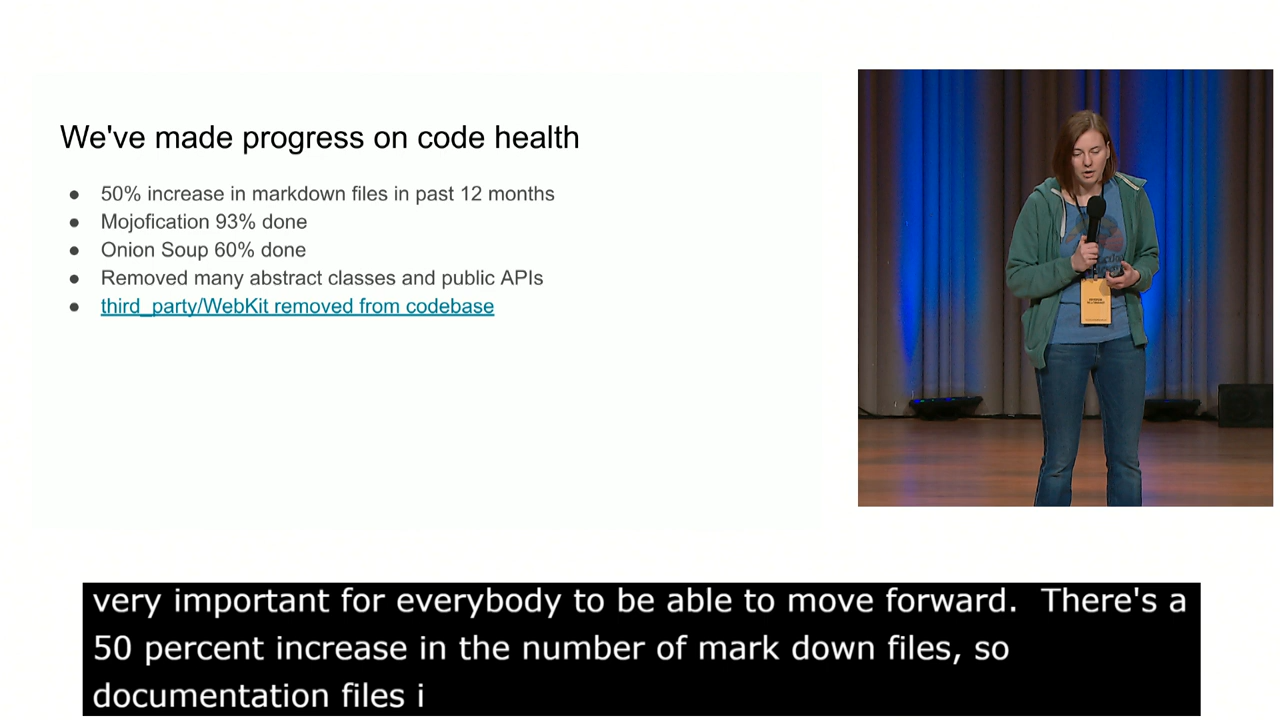 We've made progress on code health
● 50% increase in markdown files in past 12 months
● Mojofication 93% done
● Onion Soup 60% done
● Removed many abstract classes and public APIs
● third_party/WebKit removed from codebase
very important for everybody to be able to move forward.  There's a
50 percent increase in the number of mark down files, so
documentation files i